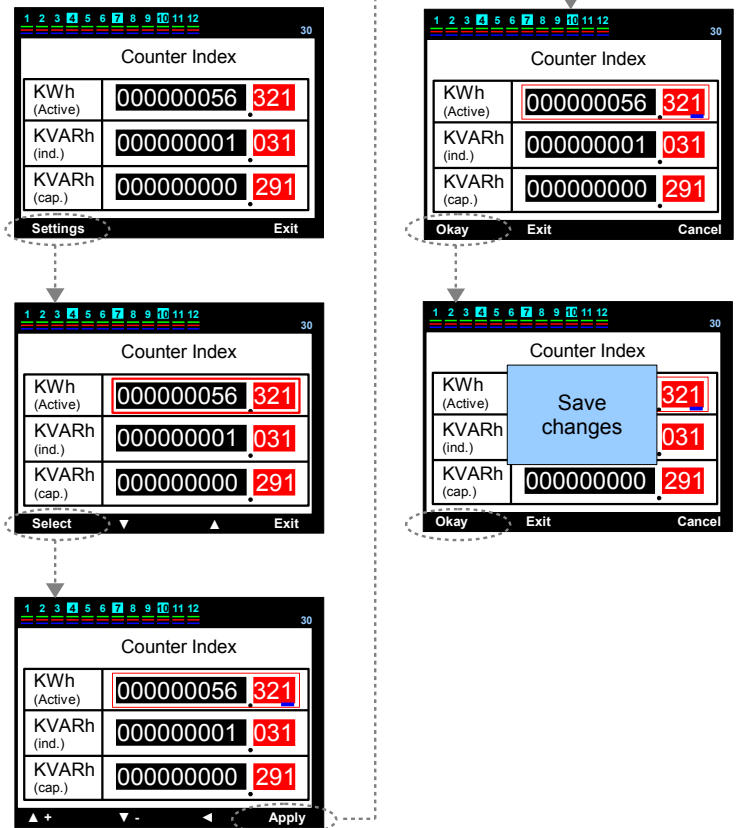 1 2 3 4 5 6 7 8 9 10 11 12
30
Counter Index
KWh
(Active)
000000056.321
KVARh
(ind.)
000000001.031
KVARh
(cap.)
000000000.291
Settings Exit
1 2 3 4 5 6 7 8 9 10 11 12
30
Counter Index
KWh
(Active)
000000056.321
KVARh
(ind.)
000000001.031
KVARh
(cap.)
000000000.291
Select ▼ ▲ Exit
1 2 3 4 5 6 7 8 9 10 11 12
30
Counter Index
KWh
(Active)
000000056.321
KVARh
(ind.)
000000001.031
KVARh
(cap.)
000000000.291
▲ + ▼ - ◄ Apply
1 2 3 4 5 6 7 8 9 10 11 12
30
Counter Index
KWh
(Active)
000000056.321
KVARh
(ind.)
000000001.031
KVARh
(cap.)
000000000.291
Okay Exit Cancel
1 2 3 4 5 6 7 8 9 10 11 12
30
Counter Index
KWh
(Active)
.321
KVARh
(ind.)
.031
Save
changes
KVARh
(cap.)
000000000.291
Okay Exit Cancel